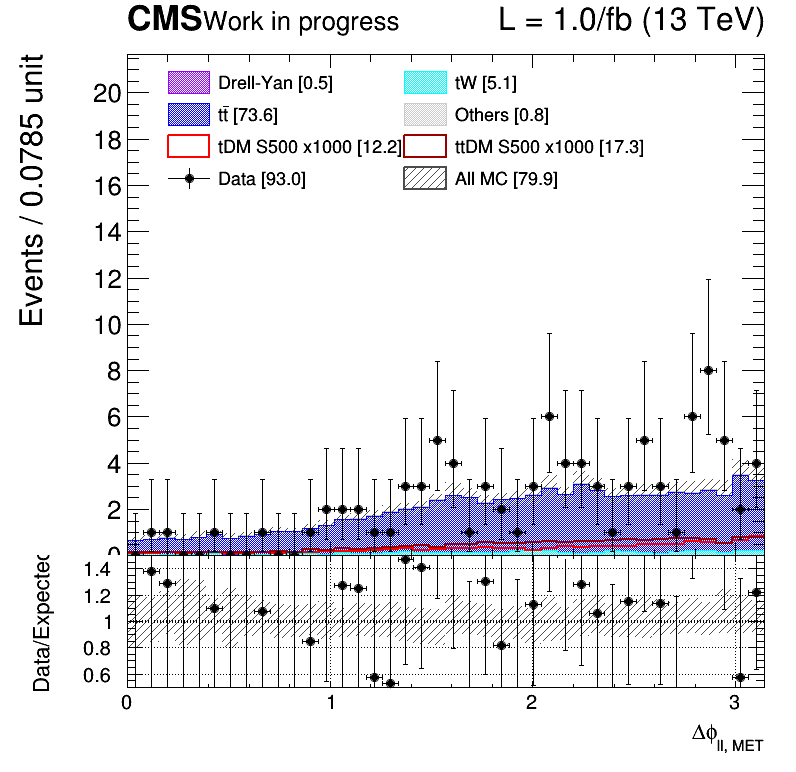 CMS Work in progress L = 1.0/fb (13 TeV)
Events / 0.0785 unit
Drell-Yan [0.5] tW [5.1]
tt̄ [73.6] Others [0.8]
tDM S500 x1000 [12.2] ttDM S500 x1000 [17.3]
Data [93.0] All MC [79.9]
20
18
16
14
12
10
8
6
4
2
0
Data/Expected
1.4
1.2
1
0.8
0.6
0 1 2 3
Δϕll, MET